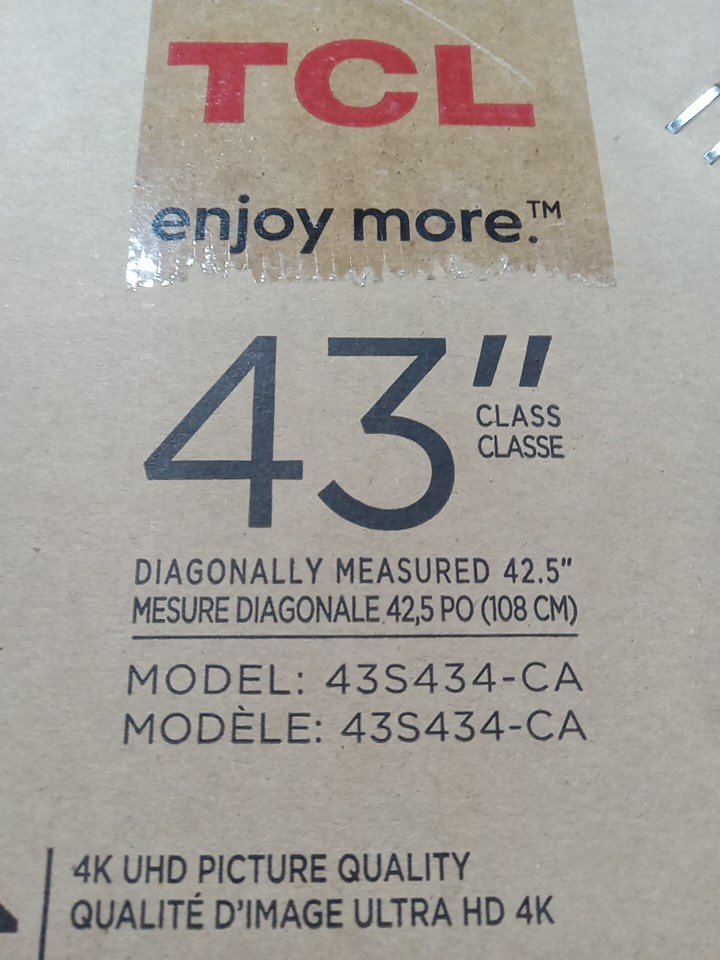 TCL
enjoy more.™
43"
CLASS
CLASSE
DIAGONALLY MEASURED 42.5"
MESURE DIAGONALE 42,5 PO (108 CM)
MODEL: 43S434-CA
MODÈLE: 43S434-CA
4K UHD PICTURE QUALITY
QUALITÉ D'IMAGE ULTRA HD 4K